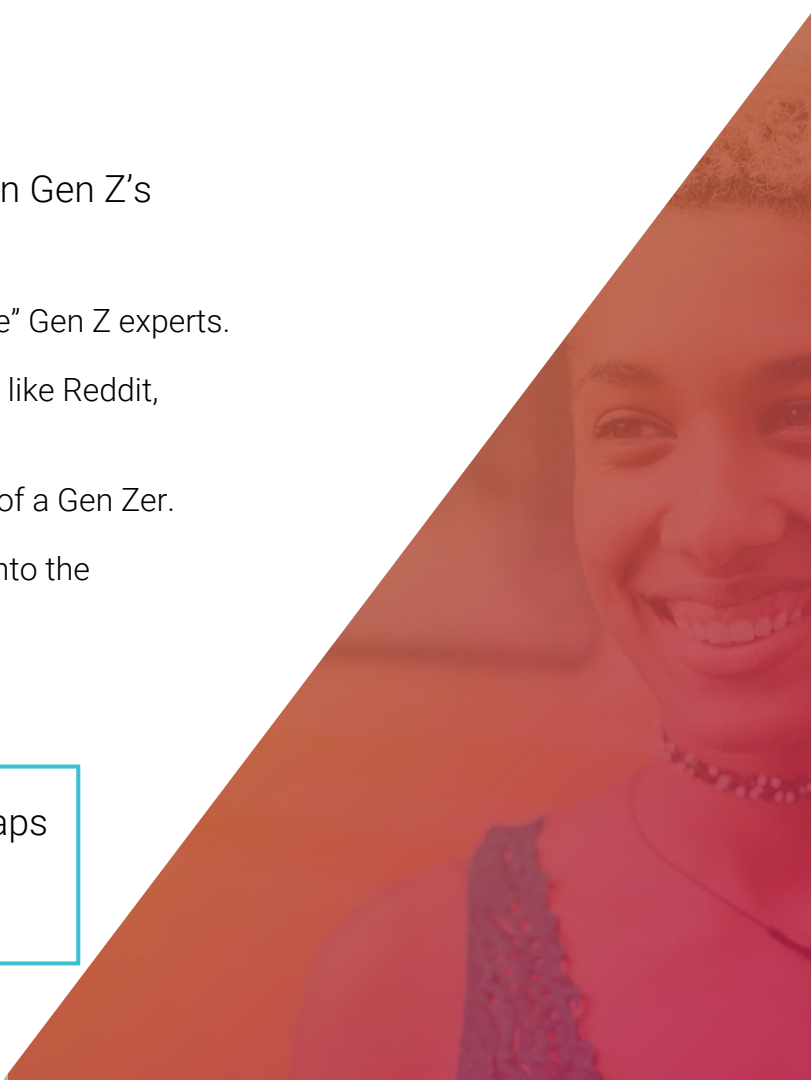 n Gen Z’s
e” Gen Z experts.
like Reddit,
of a Gen Zer.
nto the
aps